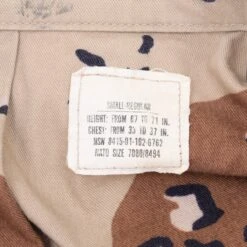 SMALL-REGULAR
HEIGHT: FROM 67 TO 71 IN.
CHEST: FROM 33 TO 37 IN.
NSN 8415-01-102-6762
NATO SIZE 7080/8494